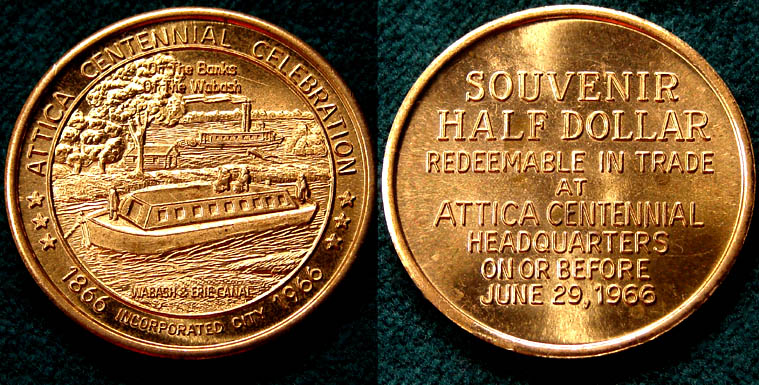 ATTICA CENTENNIAL CELEBRATION
On The Banks
Of The Wabash
WABASH & ERIE CANAL
1866 INCORPORATED CITY 1966
SOUVENIR
HALF DOLLAR
REDEEMABLE IN TRADE
AT
ATTICA CENTENNIAL
HEADQUARTERS
ON OR BEFORE
JUNE 29, 1966